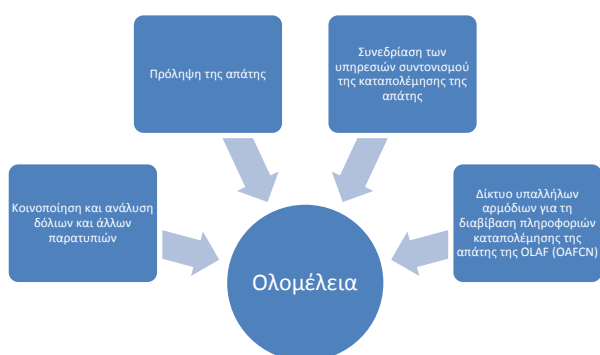 Πρόληψη της απάτης
Συνεδρίαση των
υπηρεσιών συντονισμού
της καταπολέμησης της
απάτης
Κοινοποίηση και ανάλυση
δόλιων και άλλων
παρατυπιών
Δίκτυο υπαλλήλων
αρμόδιων για τη
διαβίβαση πληροφοριών
καταπολέμησης της
απάτης της OLAF (OAFCN)
Ολομέλεια